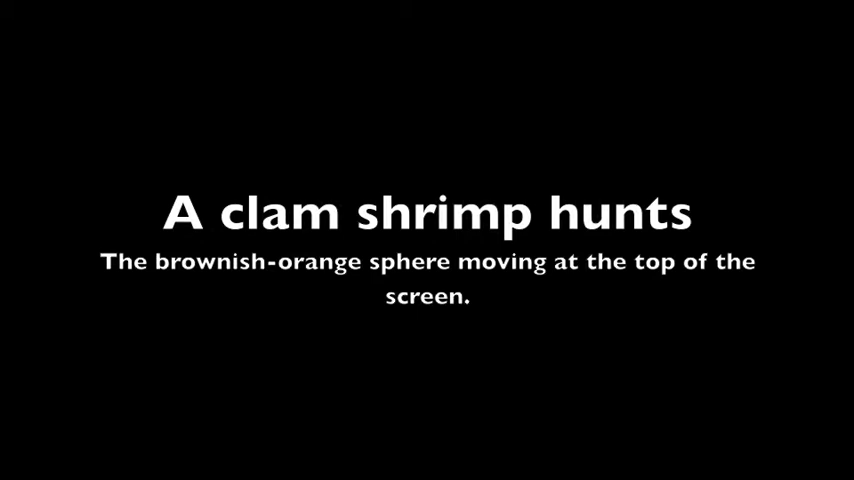 A clam shrimp hunts
The brownish-orange sphere moving at the top of the
screen.